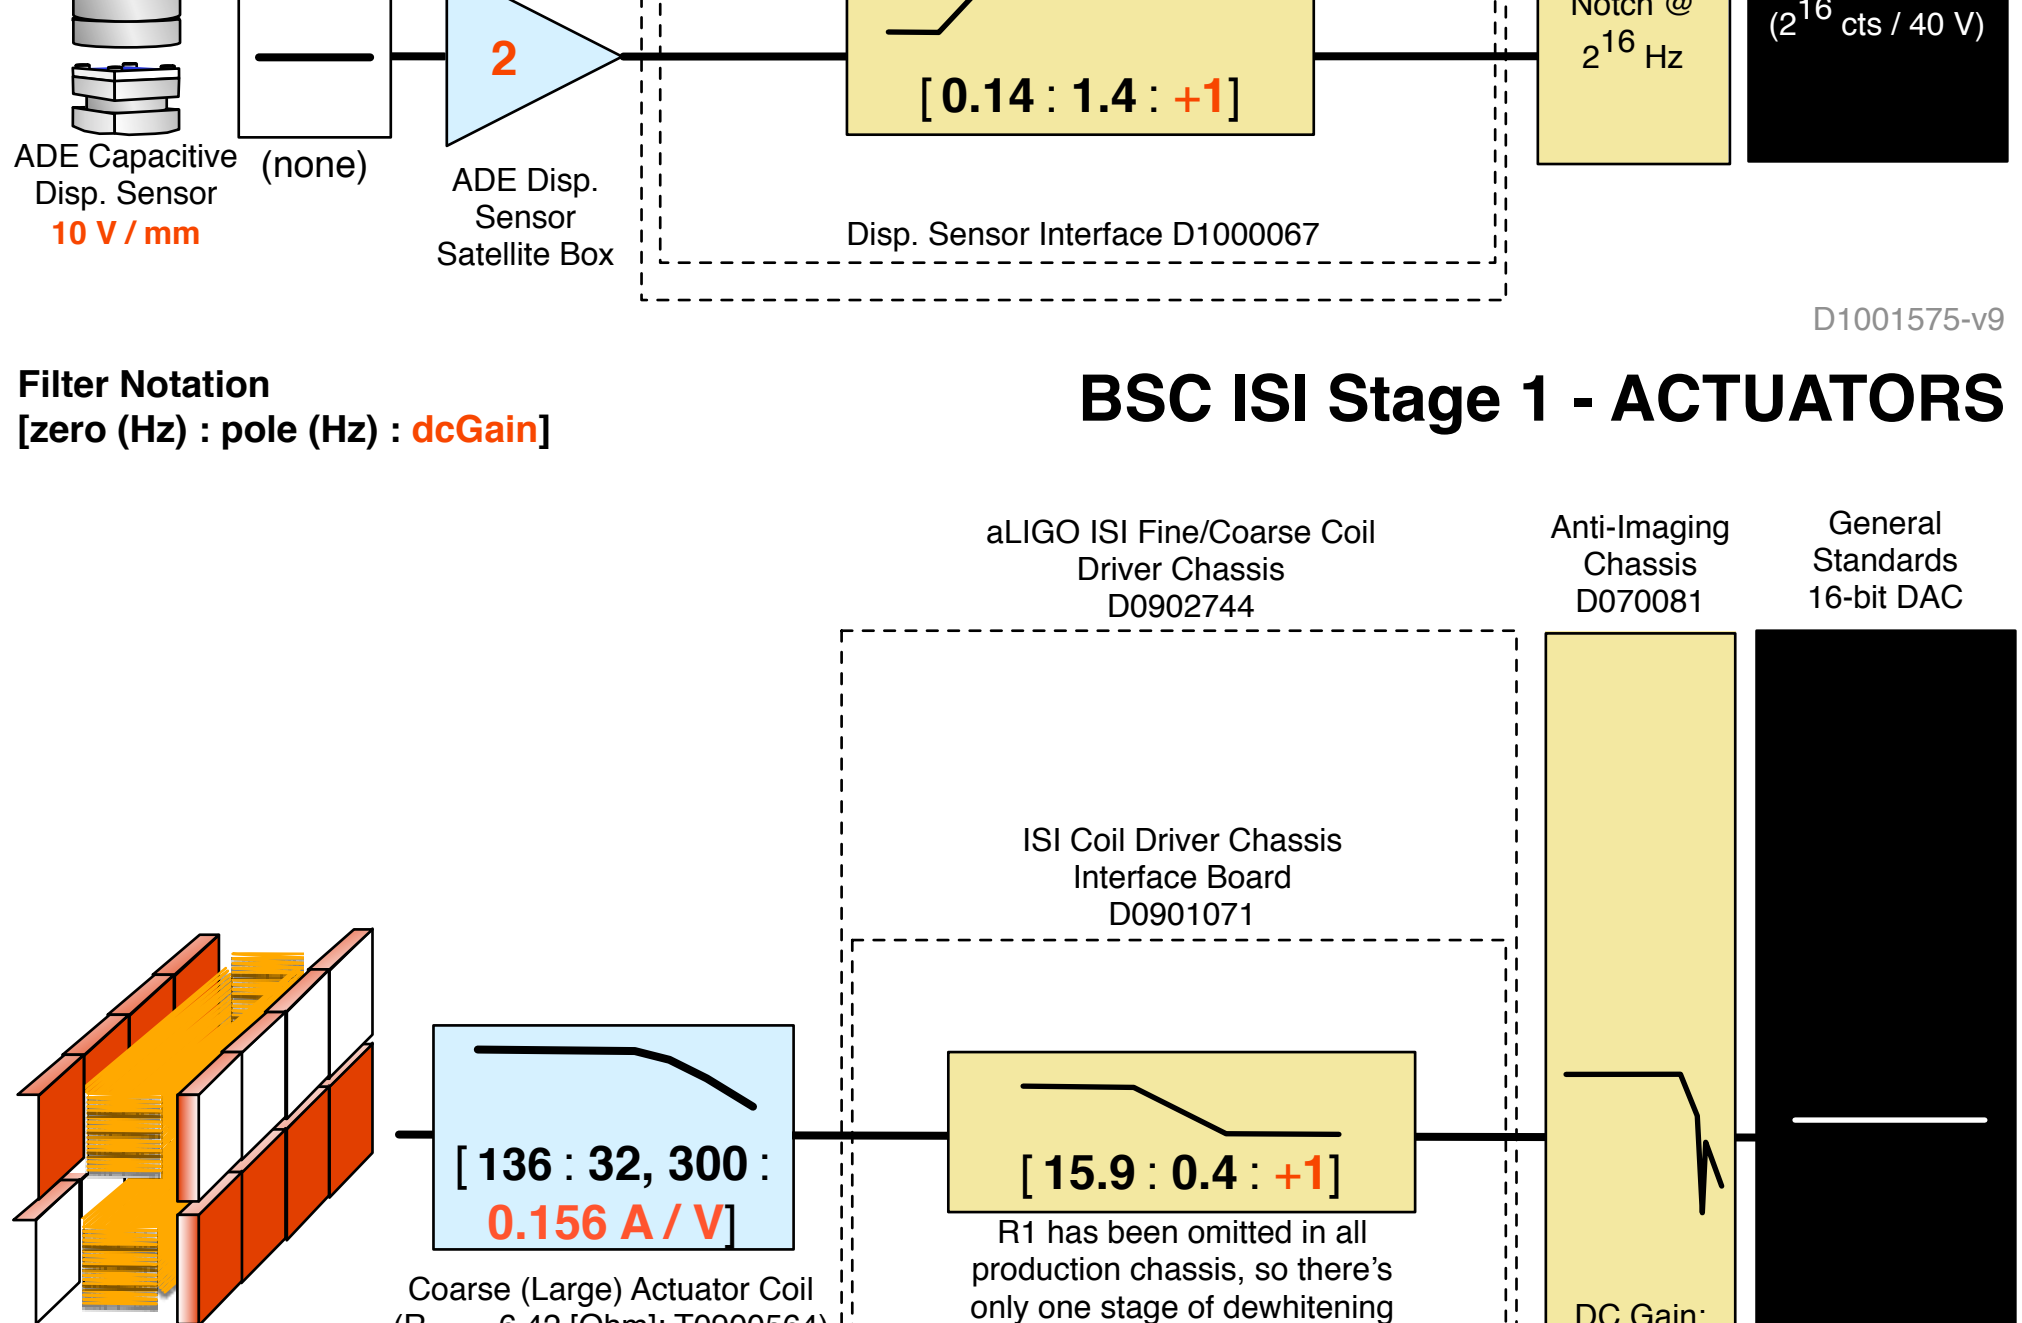 Notch @
2^16 Hz
(2^16 cts / 40 V)
2
[ 0.14 : 1.4 : +1]
ADE Capacitive
Disp. Sensor
10 V / mm
(none)
ADE Disp.
Sensor
Satellite Box
Disp. Sensor Interface D1000067
D1001575-v9
Filter Notation
[zero (Hz) : pole (Hz) : dcGain]
BSC ISI Stage 1 - ACTUATORS
aLIGO ISI Fine/Coarse Coil
Driver Chassis
D0902744
Anti-Imaging
Chassis
D070081
General
Standards
16-bit DAC
ISI Coil Driver Chassis
Interface Board
D0901071
[ 136 : 32, 300 :
0.156 A / V]
[ 15.9 : 0.4 : +1]
R1 has been omitted in all
production chassis, so there's
only one stage of dewhitening
Coarse (Large) Actuator Coil
6.42 [Ohm]; T0900564)
DC Gain: